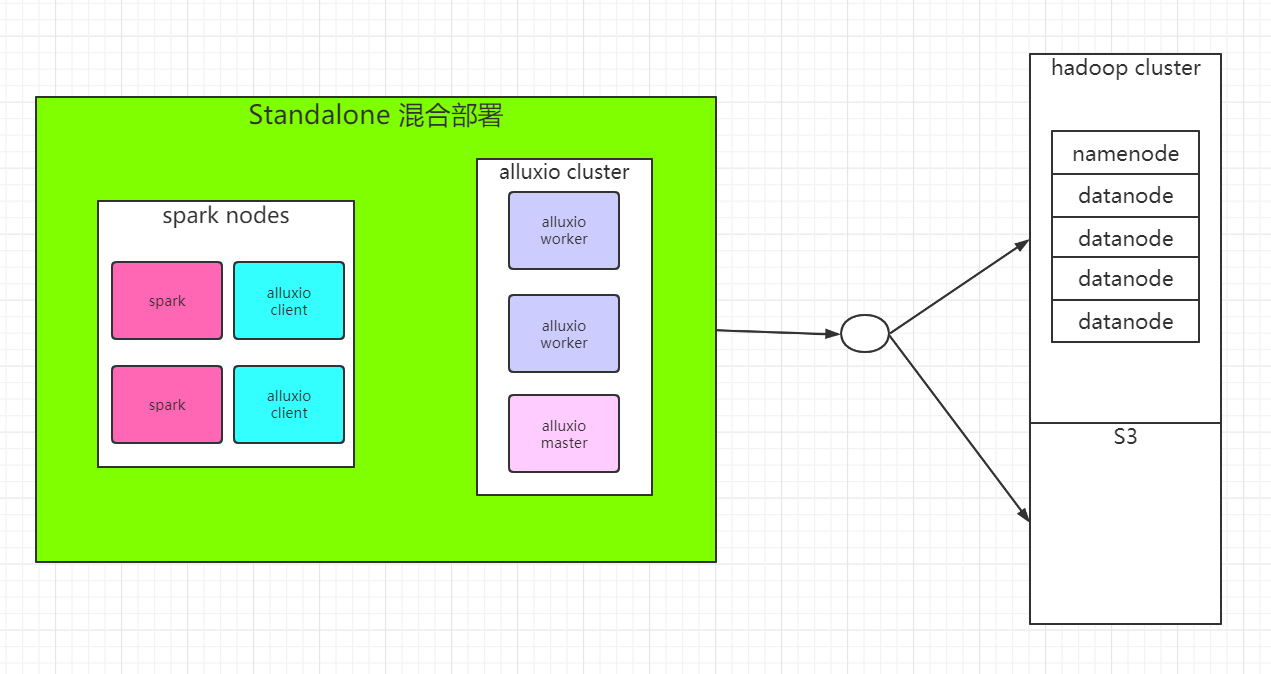 Standalone 混合部署
spark nodes
spark
alluxio
client
spark
alluxio
client
alluxio cluster
alluxio
worker
alluxio
worker
alluxio
master
hadoop cluster
namenode
datanode
datanode
datanode
datanode
S3